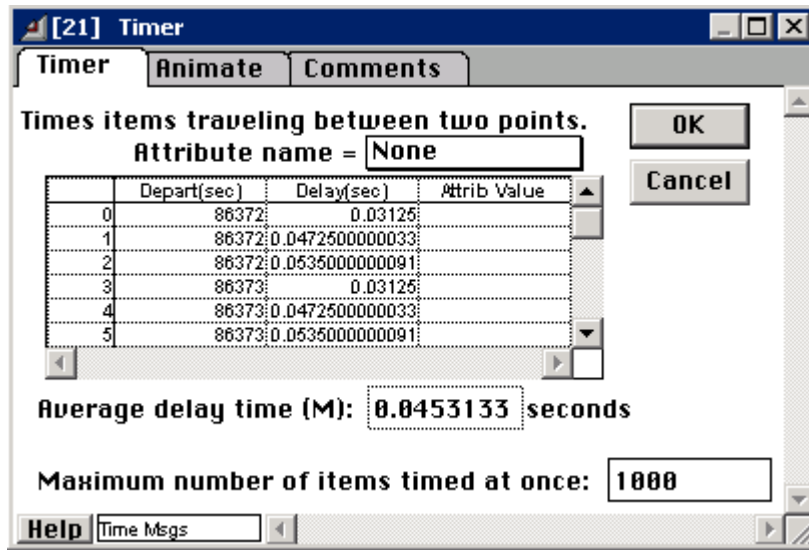 [21] Timer
Timer Animate Comments
Times items traveling between two points.
Attribute name = None
OK
Cancel
Depart(sec) Delay(sec) Attrib Value
0 86372 0.03125
1 86372 0.0472500000033
2 86372 0.0535000000091
3 86373 0.03125
4 86373 0.0472500000033
5 86373 0.0535000000091
Average delay time (M): 0.0453133 seconds
Maximum number of items timed at once: 1000
Help Time Msgs